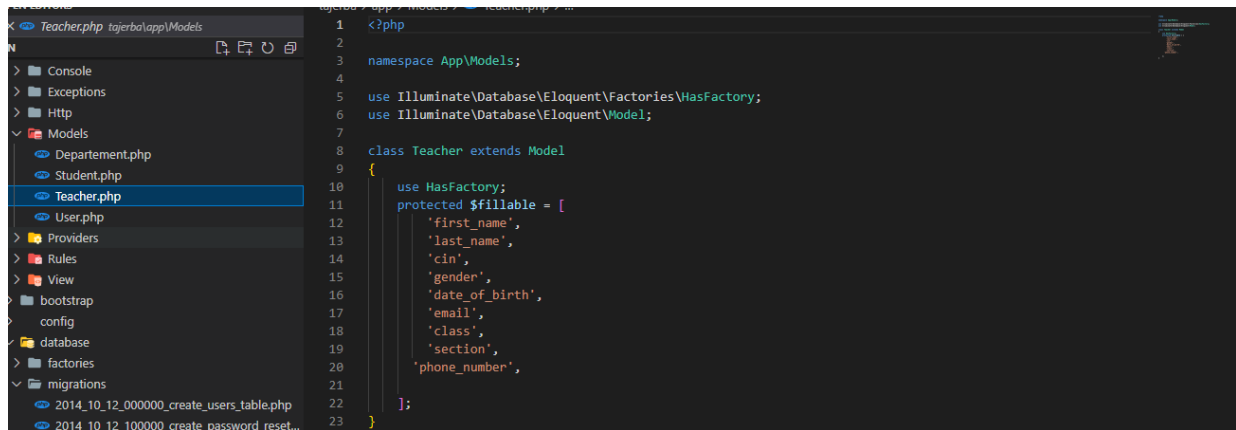 Teacher.php tajerba\app\Models
N
Console
Exceptions
Http
Models
Departement.php
Student.php
Teacher.php
User.php
Providers
Rules
View
bootstrap
config
database
factories
migrations
2014_10_12_000000_create_users_table.php
2014_10_12_100000_create_password_reset...
1 <?php
2
3 namespace App\Models;
4
5 use Illuminate\Database\Eloquent\Factories\HasFactory;
6 use Illuminate\Database\Eloquent\Model;
7
8 class Teacher extends Model
9 {
10 use HasFactory;
11 protected $fillable = [
12 'first_name',
13 'last_name',
14 'cin',
15 'gender',
16 'date_of_birth',
17 'email',
18 'class',
19 'section',
20 'phone_number',
21
22 ];
23 }